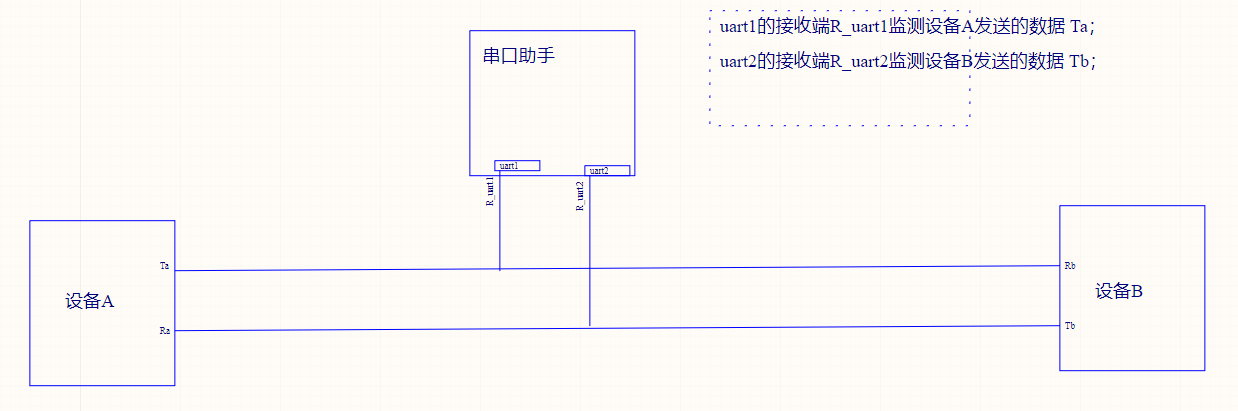 uart1的接收端R_uart1监测设备A发送的数据 Ta；
uart2的接收端R_uart2监测设备B发送的数据 Tb；
串口助手
uart1
uart2
R_uart1
R_uart2
Ta
Rb
设备A
设备B
Ra
Tb